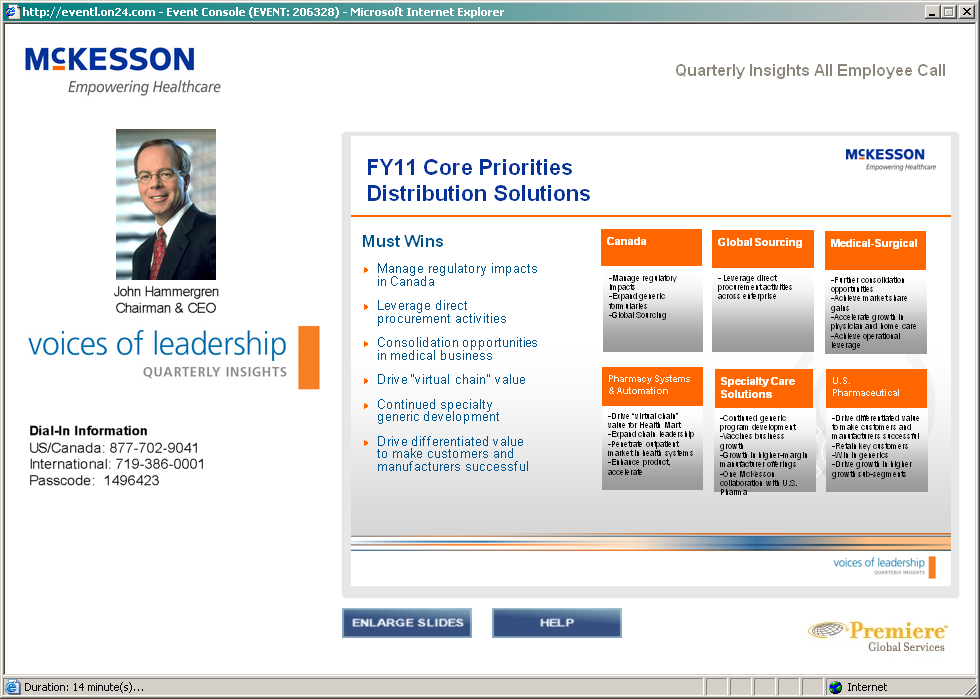 http://event1.on24.com - Event Console (EVENT: 206328) - Microsoft Internet Explorer
McKESSON
Empowering Healthcare
Quarterly Insights All Employee Call
John Hammergren
Chairman & CEO
voices of leadership
QUARTERLY INSIGHTS
Dial-In Information
US/Canada: 877-702-9041
International: 719-386-0001
Passcode: 1496423
FY11 Core Priorities
Distribution Solutions
McKESSON
Empowering Healthcare
Must Wins
Manage regulatory impacts
in Canada
Leverage direct
procurement activities
Consolidation opportunities
in medical business
Drive "virtual chain" value
Continued specialty
generic development
Drive differentiated value
to make customers and
manufacturers successful
Canada
-Manage regulatory
impacts
-Expand generic
formularies
-Global Sourcing
Global Sourcing
- Leverage direct
procurement activities
across enterprise
Medical-Surgical
-Further consolidation
opportunities
-Achieve market share
gains
-Accelerate growth in
physician and home care
-Achieve operational
leverage
Pharmacy Systems
& Automation
-Drive "virtual chain"
value for Health Mart
-Expand chain leadership
-Penetrate outpatient
market in health systems
-Enhance product,
accelerate
Specialty Care
Solutions
-Continued generic
program development
-Vaccines business
growth
-Growth in higher-margin
manufacturer offerings
-One McKesson
collaboration with U.S.
Pharma
U.S.
Pharmaceutical
-Drive differentiated value
to make customers and
manufacturers successful
-Retain key customers
-Win in generics
-Drive growth in higher
growth sub-segments
voices of leadership
QUARTERLY INSIGHTS
ENLARGE SLIDES
HELP
Premiere
Global Services
Duration: 14 minute(s)...
Internet